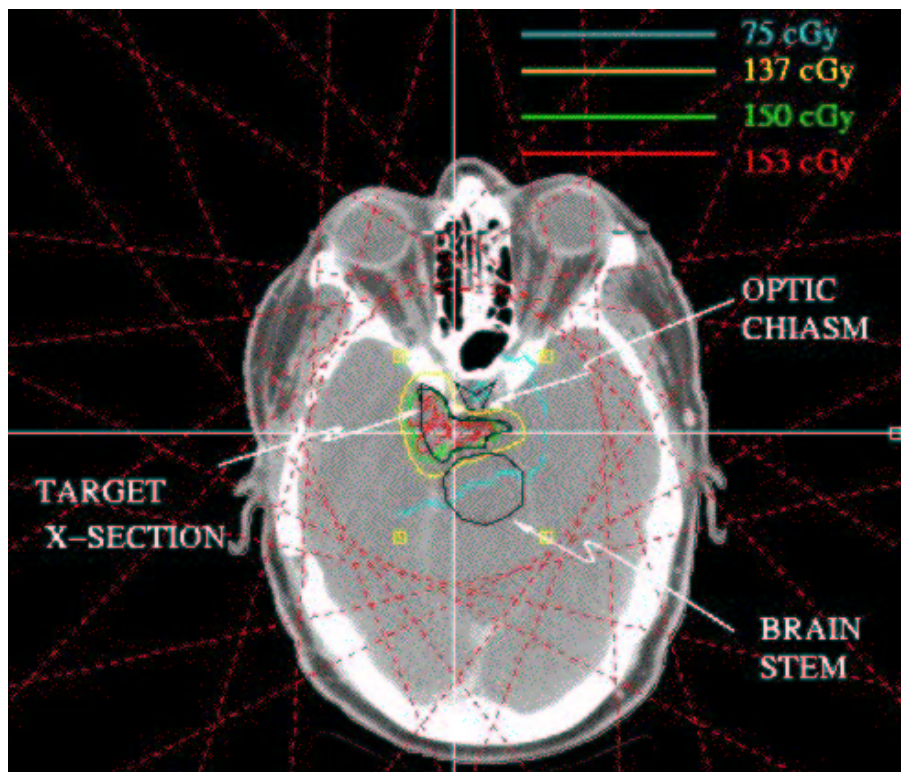 75 cGy
137 cGy
150 cGy
153 cGy
OPTIC
CHIASM
TARGET
X-SECTION
BRAIN
STEM